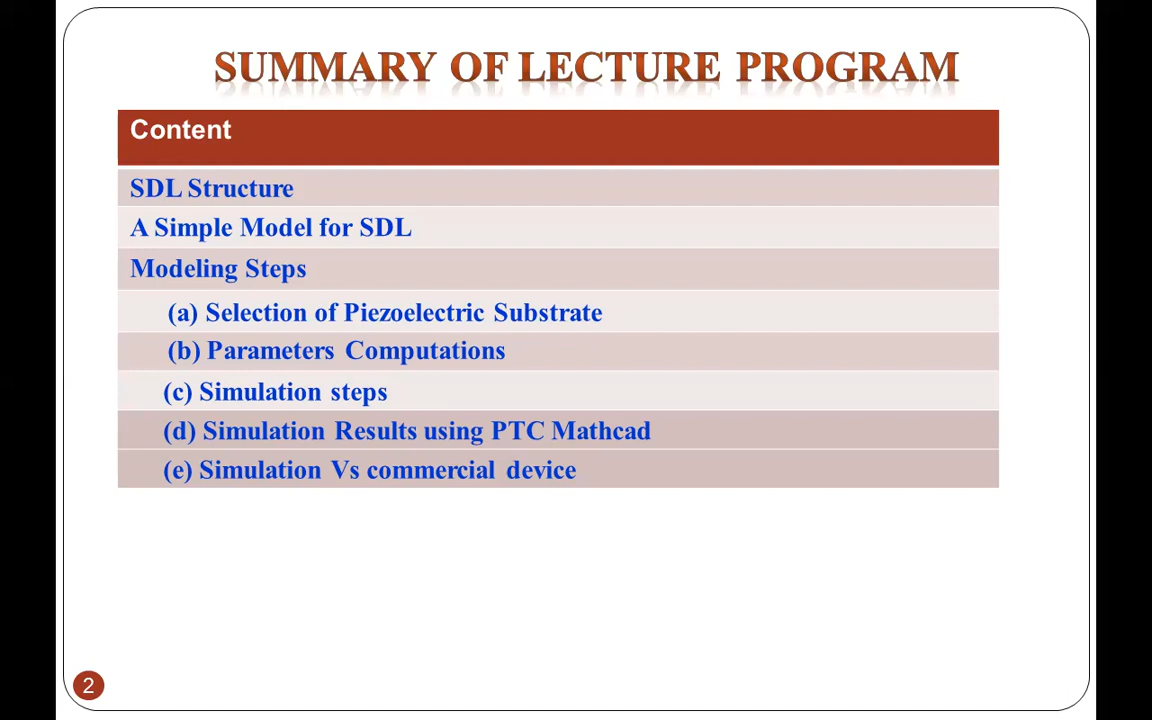 SUMMARY OF LECTURE PROGRAM
Content
SDL Structure
A Simple Model for SDL
Modeling Steps
(a) Selection of Piezoelectric Substrate
(b) Parameters Computations
(c) Simulation steps
(d) Simulation Results using PTC Mathcad
(e) Simulation Vs commercial device
2